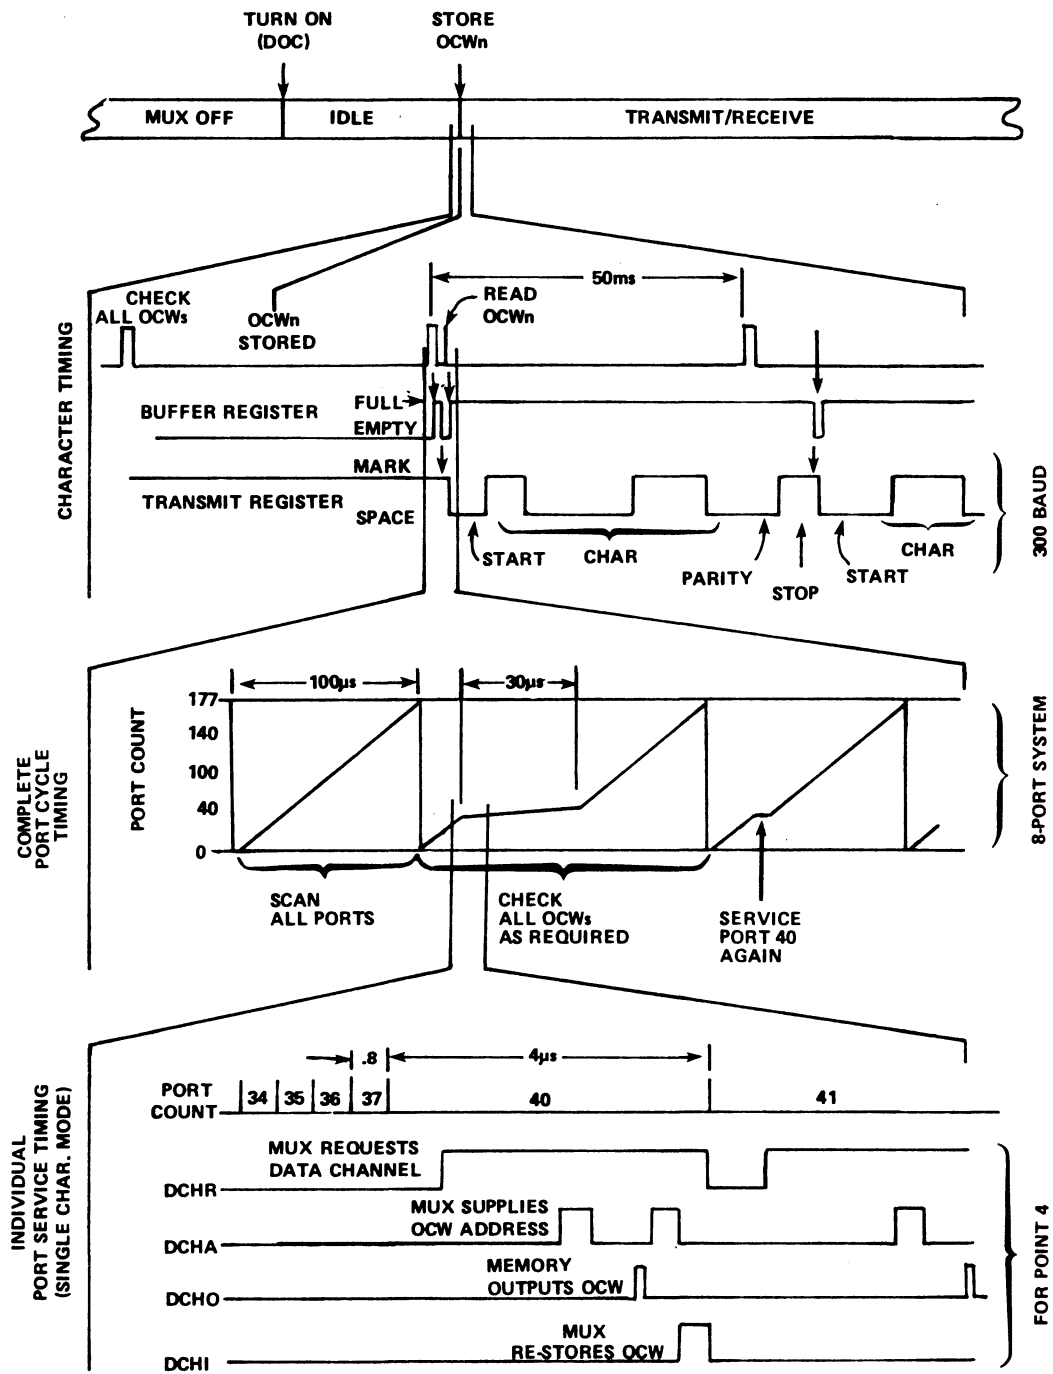 TURN ON
(DOC)
STORE
OCWn
MUX OFF
IDLE
TRANSMIT/RECEIVE
CHARACTER TIMING
CHECK
ALL OCWs
OCWn
STORED
50ms
READ
OCWn
BUFFER REGISTER
FULL
EMPTY
MARK
TRANSMIT REGISTER
SPACE
START
CHAR
PARITY
STOP
START
CHAR
300 BAUD
COMPLETE
PORT CYCLE
TIMING
PORT COUNT
177
140
100
40
0
100µs
30µs
SCAN
ALL PORTS
CHECK
ALL OCWs
AS REQUIRED
SERVICE
PORT 40
AGAIN
8-PORT SYSTEM
INDIVIDUAL
PORT SERVICE TIMING
(SINGLE CHAR. MODE)
.8
4µs
PORT
COUNT
34
35
36
37
40
41
MUX REQUESTS
DATA CHANNEL
DCHR
MUX SUPPLIES
OCW ADDRESS
DCHA
MEMORY
OUTPUTS OCW
DCHO
MUX
RE-STORES OCW
DCHI
FOR POINT 4